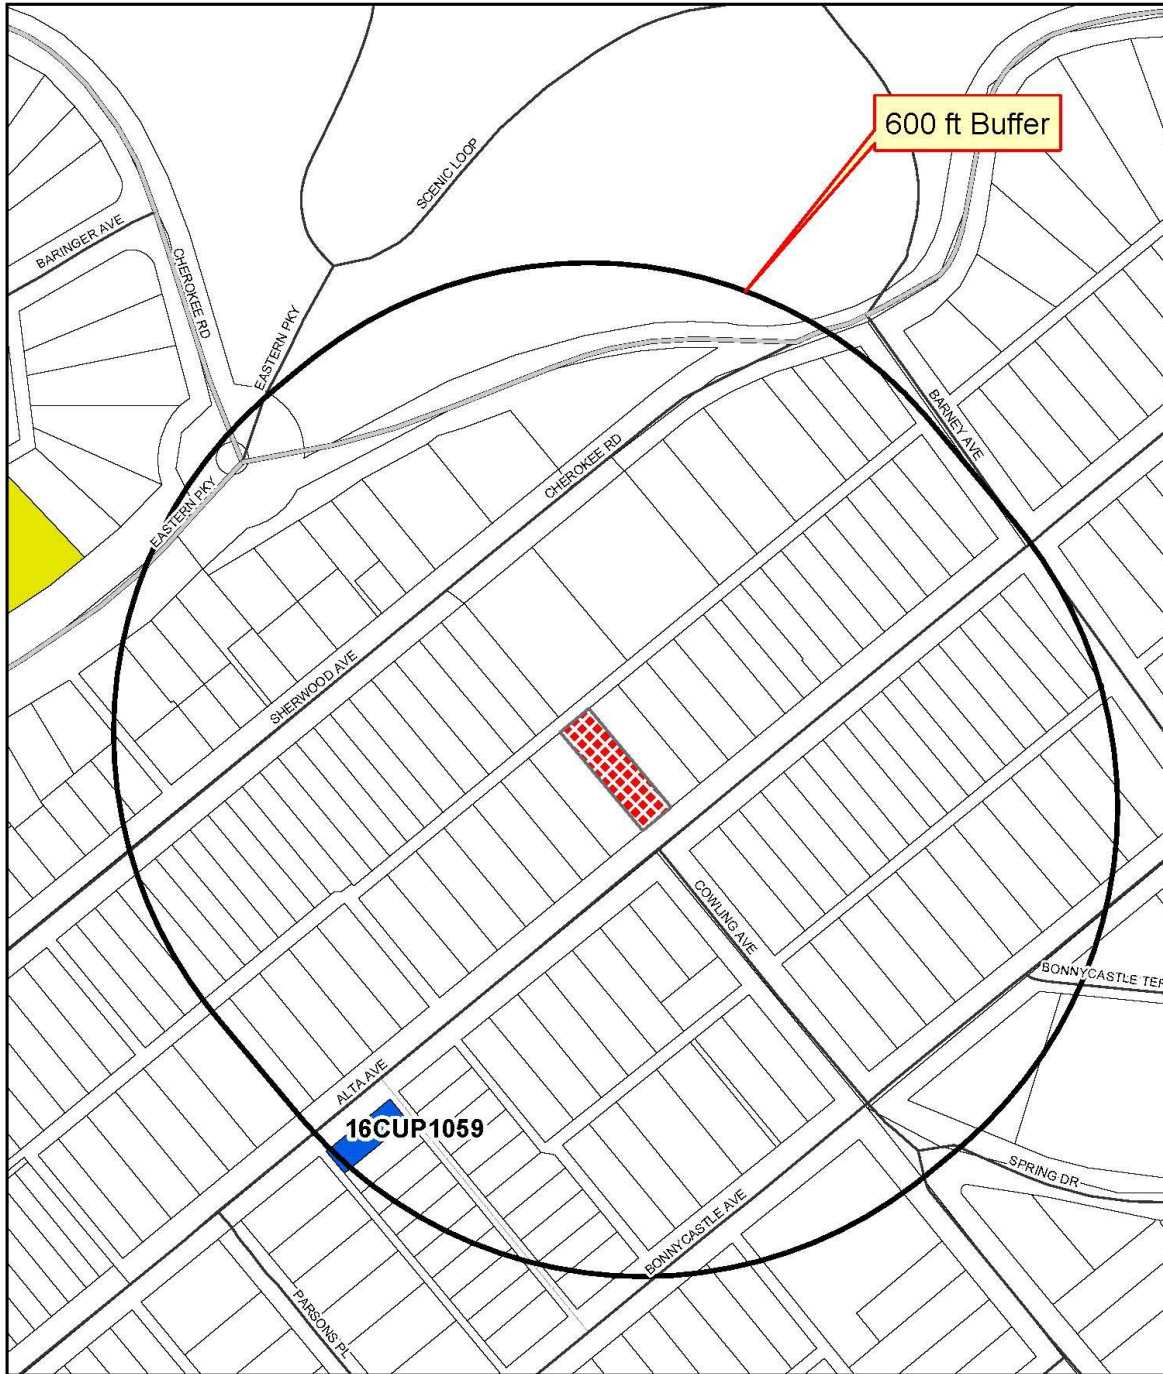 600 ft Buffer
SCENIC LOOP
BARINGER AVE
CHEROKEE RD
EASTERN PKY
BARNEY AVE
CHEROKEE RD
EASTERN PKY
SHERWOOD AVE
COWLING AVE
BONNYCASTLE TER
ALTA AVE
16CUP1059
SPRING DR
BONNYCASTLE AVE
PARSONS PL